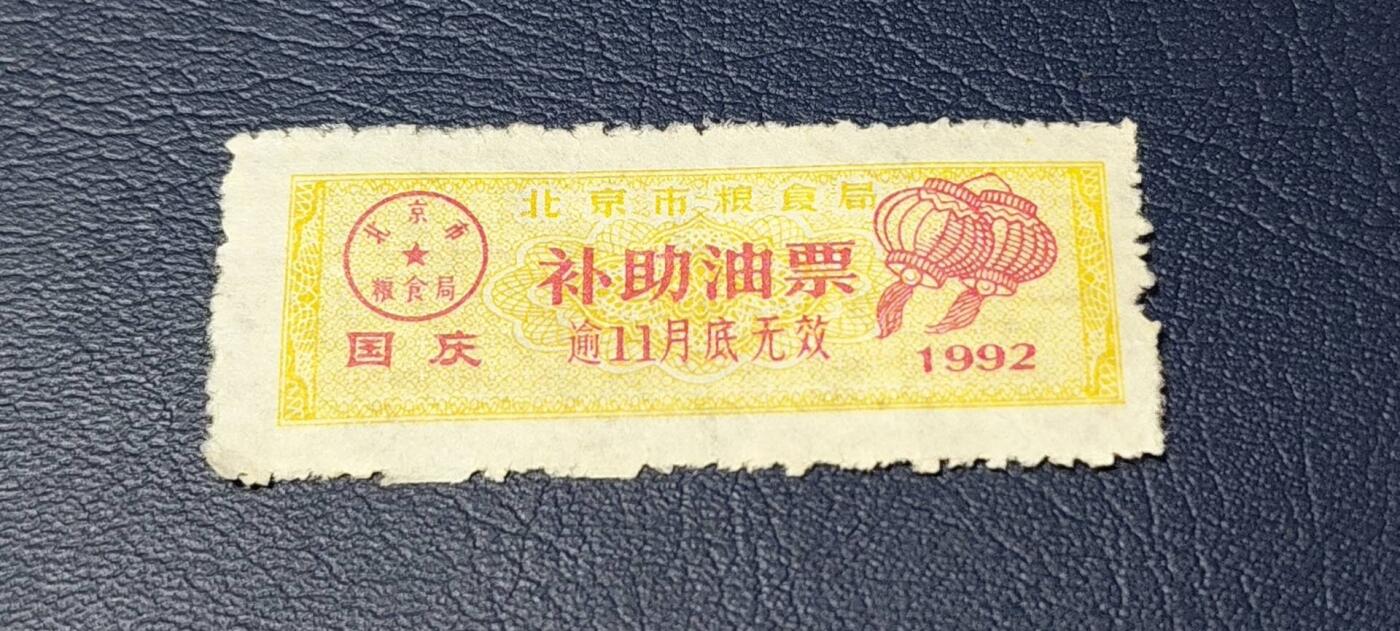 北京市粮食局
北京市
粮食局
补助油票
国庆
逾11月底无效
1992